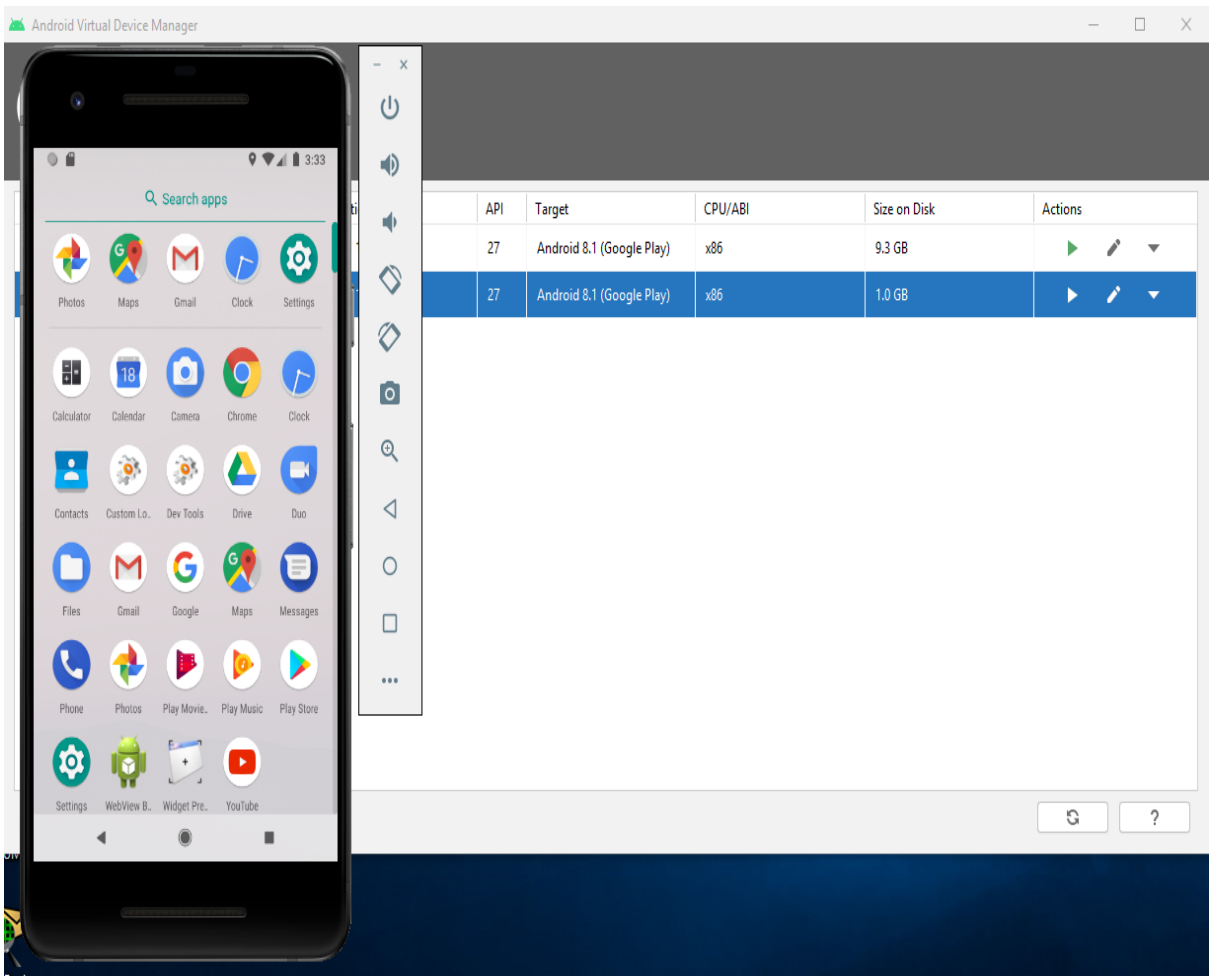 Android Virtual Device Manager
3:33
Search apps
Photos Maps Gmail Clock Settings
18
Calculator Calendar Camera Chrome Clock
Contacts Custom Lo.. Dev Tools Drive Duo
Files Gmail Google Maps Messages
Phone Photos Play Movie.. Play Music Play Store
Settings WebView B.. Widget Pre.. YouTube
API Target CPU/ABI Size on Disk Actions
27 Android 8.1 (Google Play) x86 9.3 GB
27 Android 8.1 (Google Play) x86 1.0 GB
?